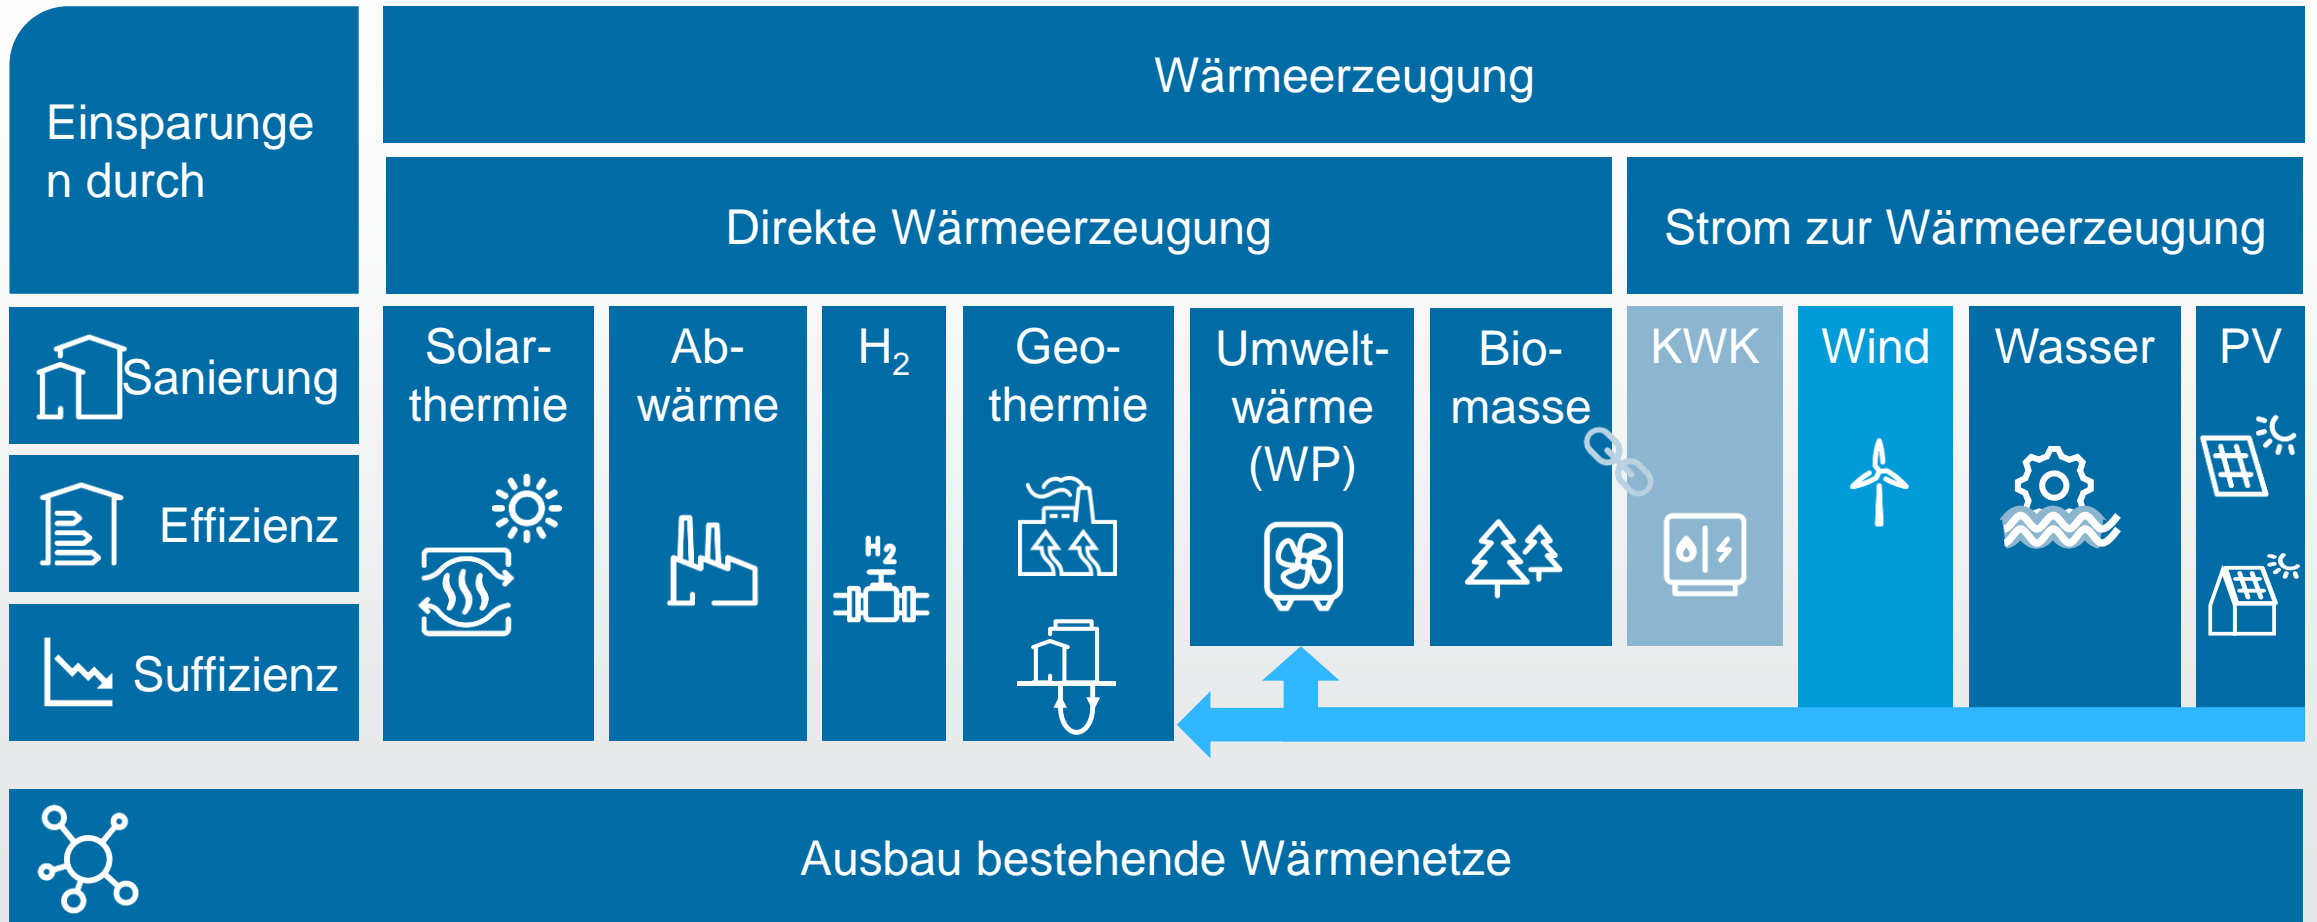 Einsparunge
n durch
Wärmeerzeugung
Direkte Wärmeerzeugung
Strom zur Wärmeerzeugung
Sanierung
Effizienz
Suffizienz
Solar-
thermie
Ab-
wärme
H₂
H₂
Geo-
thermie
Umwelt-
wärme
(WP)
Bio-
masse
KWK
Wind
Wasser
PV
Ausbau bestehende Wärmenetze